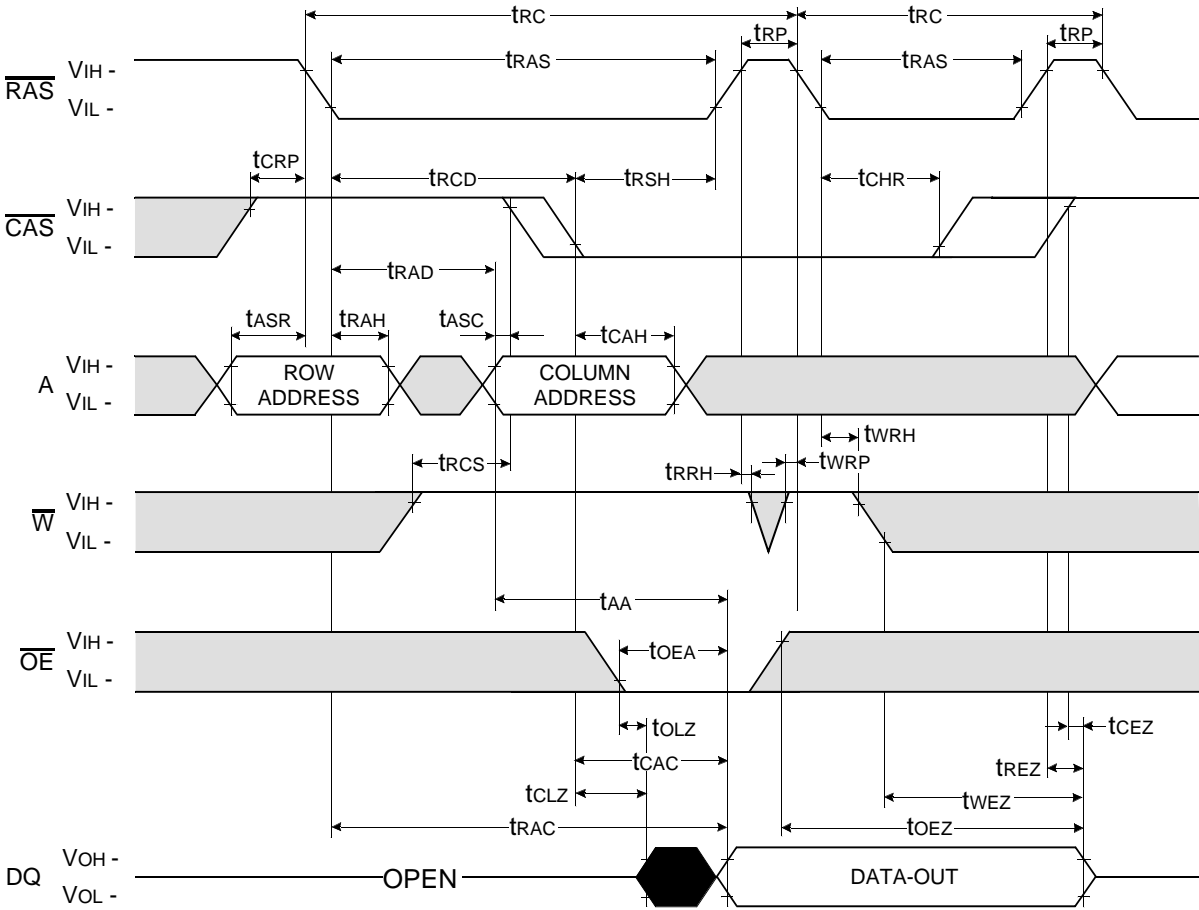 tRC tRC
tRP tRP
tRAS tRAS
RAS VIH -
VIL -
tCRP tRCD tRSH tCHR
CAS VIH -
VIL -
tRAD
tASR tRAH tASC tCAH
A VIH -
VIL -
ROW
ADDRESS
COLUMN
ADDRESS
tWRH
tRCS tRRH tWRP
W VIH -
VIL -
tAA
OE VIH -
VIL -
tOEA
tOLZ tCEZ
tCAC tREZ
tCLZ tWEZ
tRAC tOEZ
DQ VOH -
VOL -
OPEN DATA-OUT